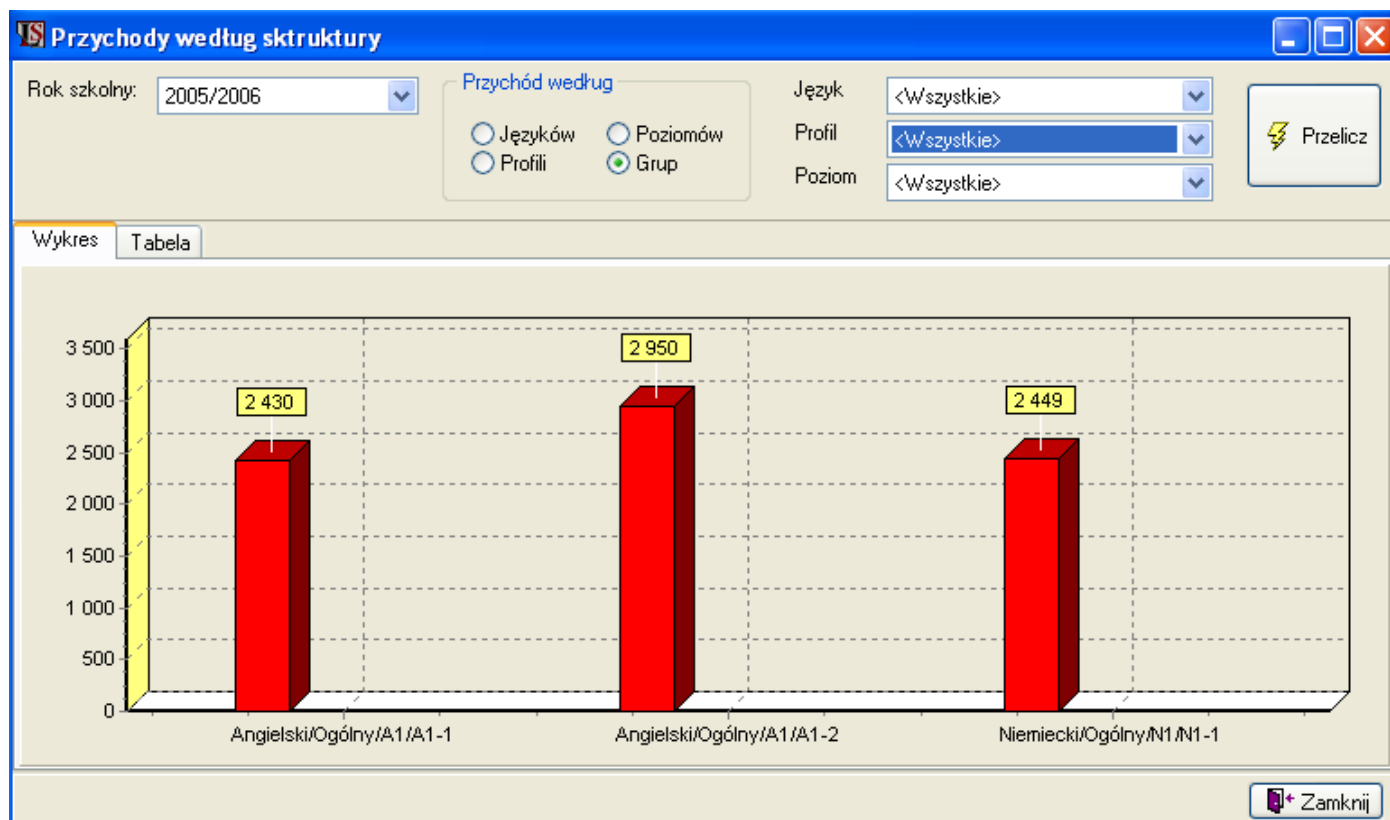 Przychody według sktruktury
Rok szkolny: 2005/2006
Przychód według
Języków Poziomów
Profili Grup
Język <Wszystkie>
Profil <Wszystkie>
Poziom <Wszystkie>
Przelicz
Wykres Tabela
3 500
3 000
2 500
2 000
1 500
1 000
500
0
2 430
2 950
2 449
Angielski/Ogólny/A1/A1-1
Angielski/Ogólny/A1/A1-2
Niemiecki/Ogólny/N1/N1-1
Zamknij